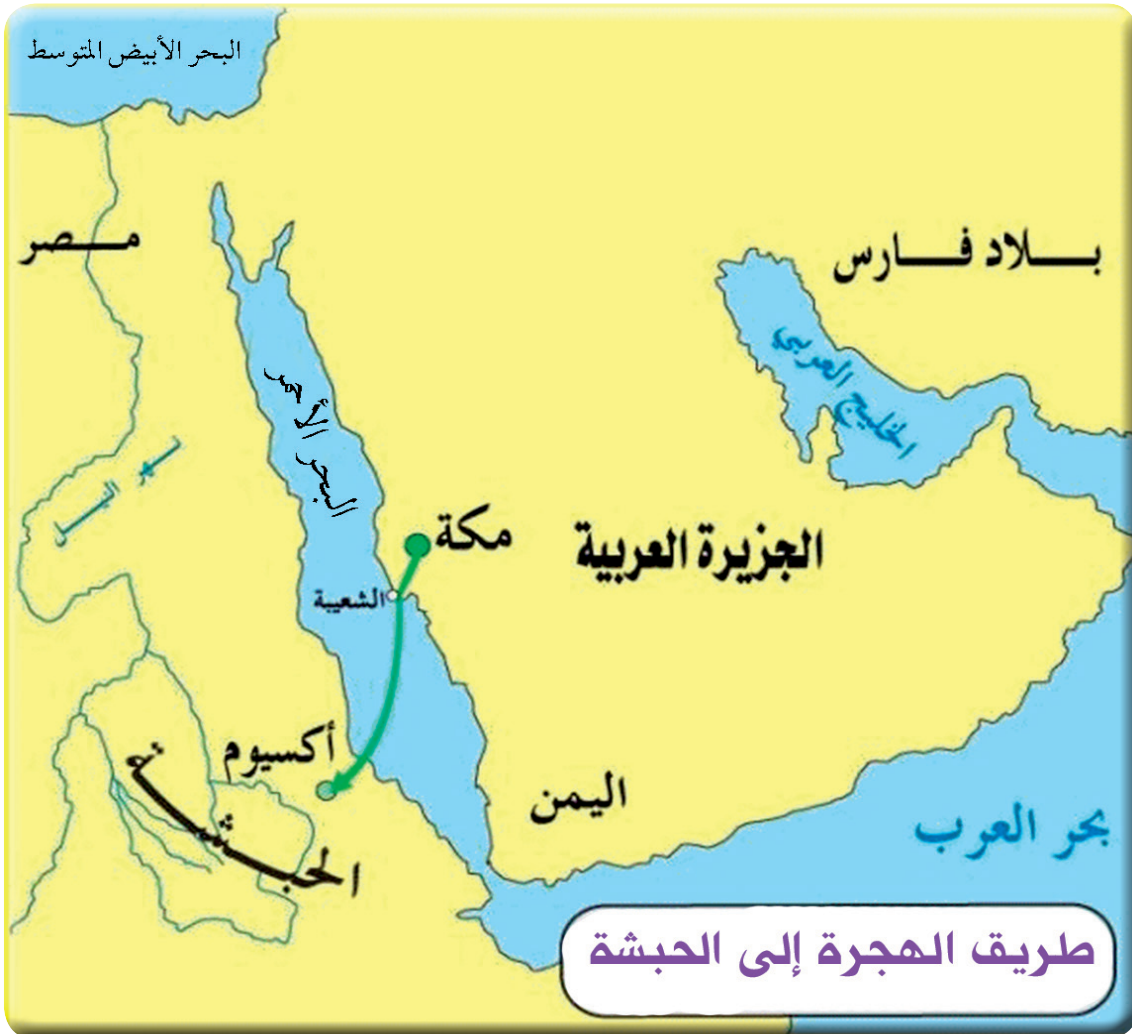 البحر الأبيض المتوسط
مصر
بلاد فارس
الخليج العربي
البحر الأحمر
نهر النيل
مكة
الجزيرة العربية
الشعيبة
أكسيوم
الحبشة
اليمن
بحر العرب
طريق الهجرة إلى الحبشة